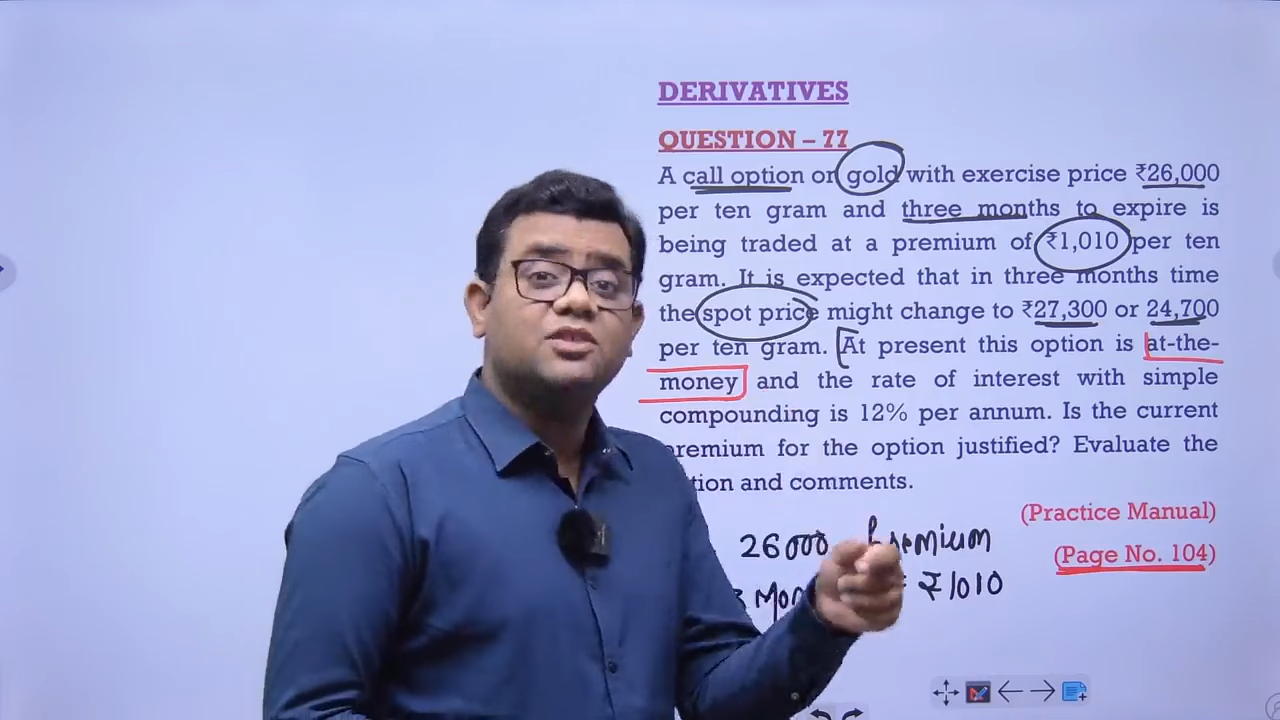 DERIVATIVES
QUESTION – 77
A call option on gold with exercise price ₹26,000
per ten gram and three months to expire is
being traded at a premium of ₹1,010 per ten
gram. It is expected that in three months time
the spot price might change to ₹27,300 or 24,700
per ten gram. At present this option is at-the-
money and the rate of interest with simple
compounding is 12% per annum. Is the current
premium for the option justified? Evaluate the
and comments.
(Practice Manual)
26000 Premium
(Page No. 104)
₹1010